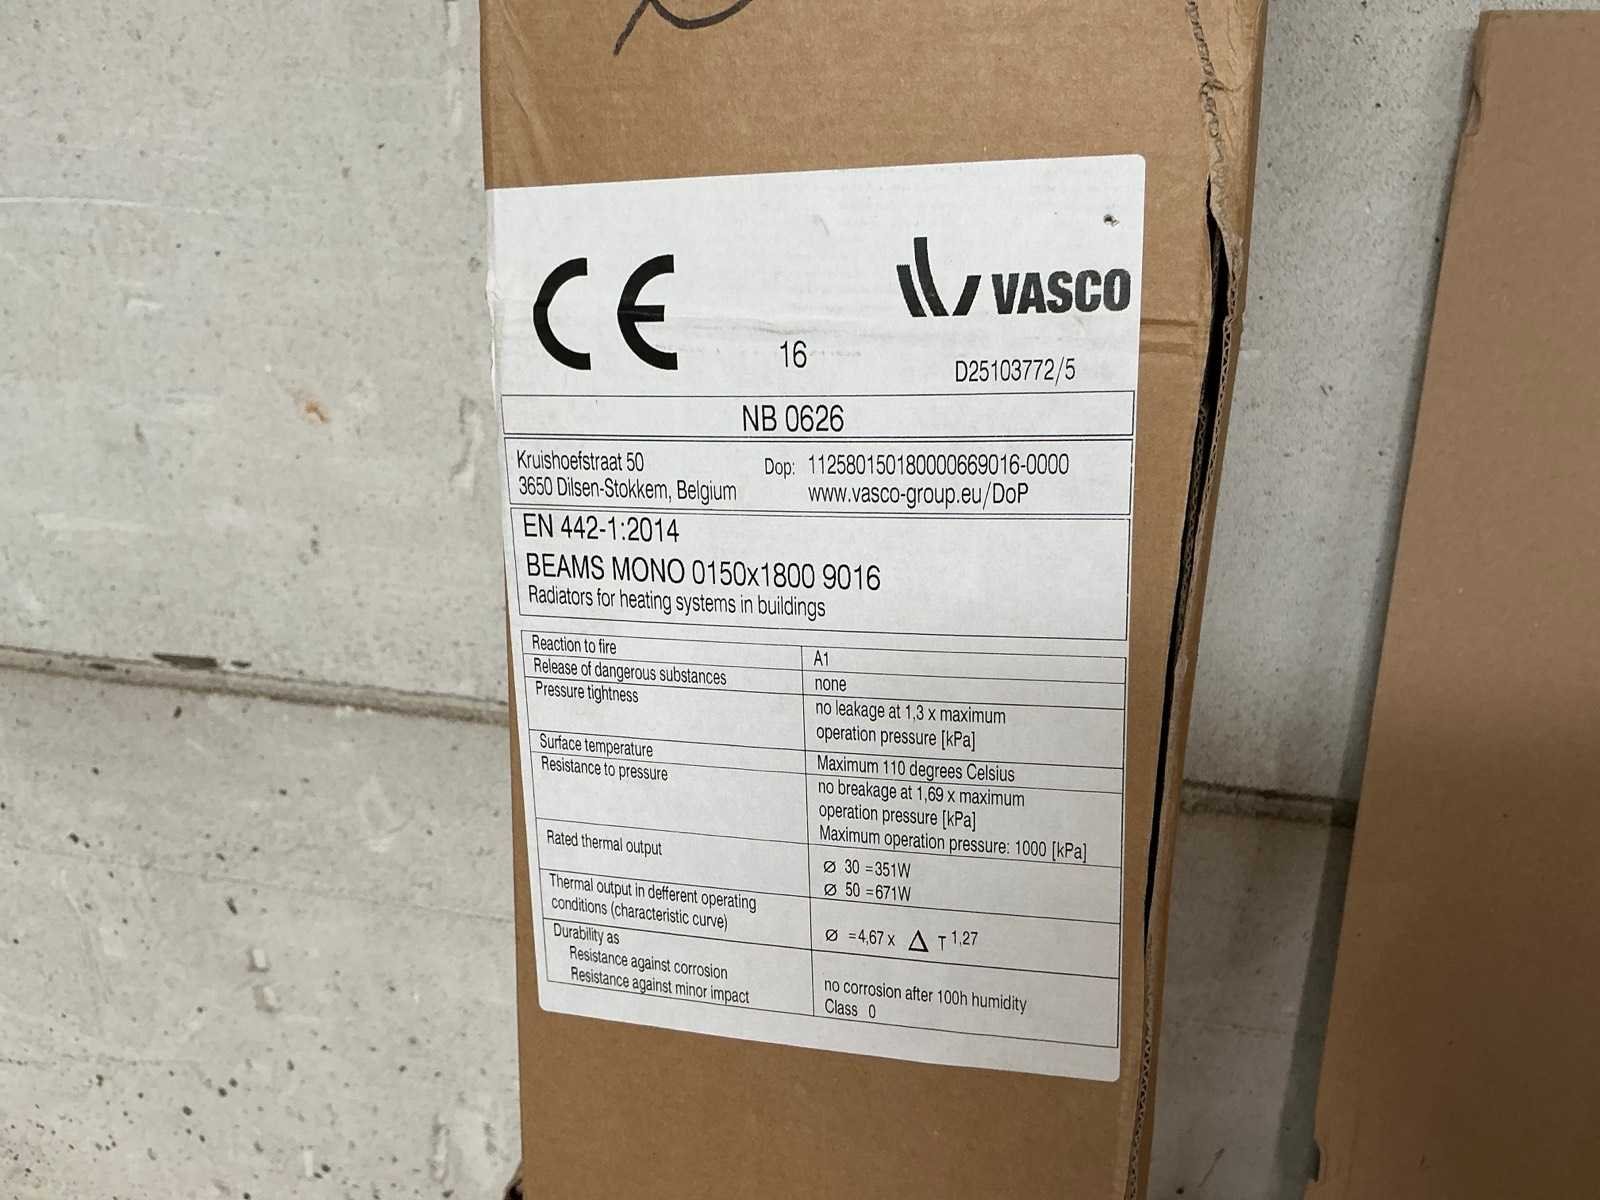 CE
VASCO
16
D25103772/5
NB 0626
Kruishoefstraat 50
3650 Dilsen-Stokkem, Belgium
Dop: 112580150180000669016-0000
www.vasco-group.eu/DoP
EN 442-1:2014
BEAMS MONO 0150x1800 9016
Radiators for heating systems in buildings
Reaction to fire
A1
Release of dangerous substances
none
Pressure tightness
no leakage at 1,3 x maximum
operation pressure [kPa]
Surface temperature
Maximum 110 degrees Celsius
Resistance to pressure
no breakage at 1,69 x maximum
operation pressure [kPa]
Maximum operation pressure: 1000 [kPa]
Rated thermal output
Ø 30 =351W
Ø 50 =671W
Thermal output in defferent operating
conditions (characteristic curve)
Ø =4,67 x Δ T 1,27
Durability as
Resistance against corrosion
no corrosion after 100h humidity
Resistance against minor impact
Class 0